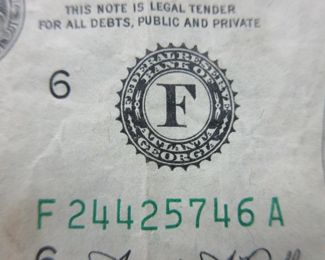 THIS NOTE IS LEGAL TENDER
FOR ALL DEBTS, PUBLIC AND PRIVATE
6
FEDERAL RESERVE
BANK OF
F
ATLANTA
GEORGIA
F 24425746 A
6